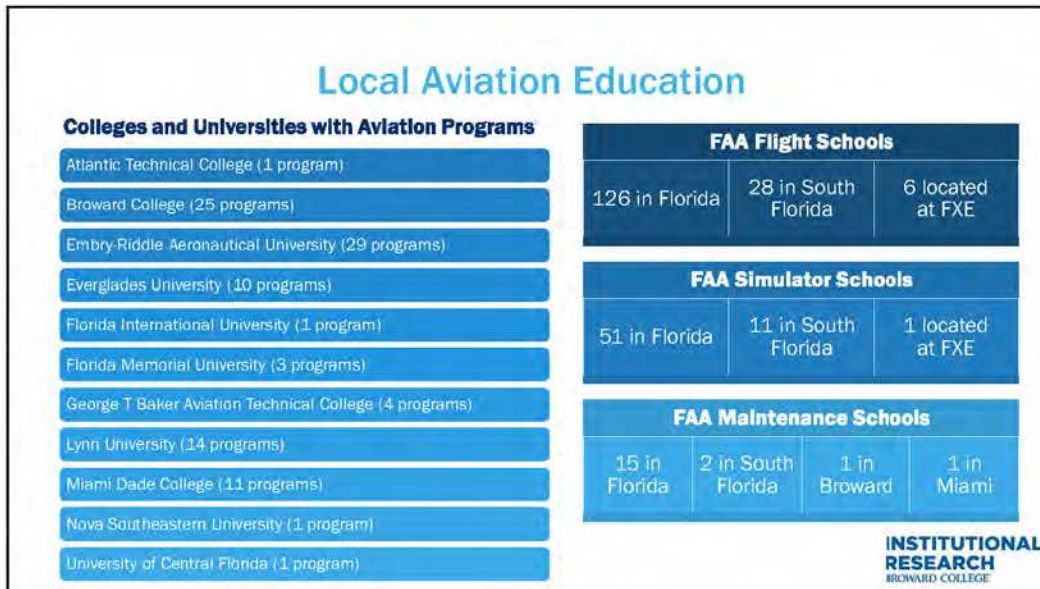 Local Aviation Education
Colleges and Universities with Aviation Programs
Atlantic Technical College (1 program)
Broward College (25 programs)
Embry-Riddle Aeronautical University (29 programs)
Everglades University (10 programs)
Florida International University (1 program)
Florida Memorial University (3 programs)
George T Baker Aviation Technical College (4 programs)
Lynn University (14 programs)
Miami Dade College (11 programs)
Nova Southeastern University (1 program)
University of Central Florida (1 program)
FAA Flight Schools
126 in Florida
28 in South
Florida
6 located
at FXE
FAA Simulator Schools
51 in Florida
11 in South
Florida
1 located
at FXE
FAA Maintenance Schools
15 in
Florida
2 in South
Florida
1 in
Broward
1 in
Miami
INSTITUTIONAL
RESEARCH
BROWARD COLLEGE